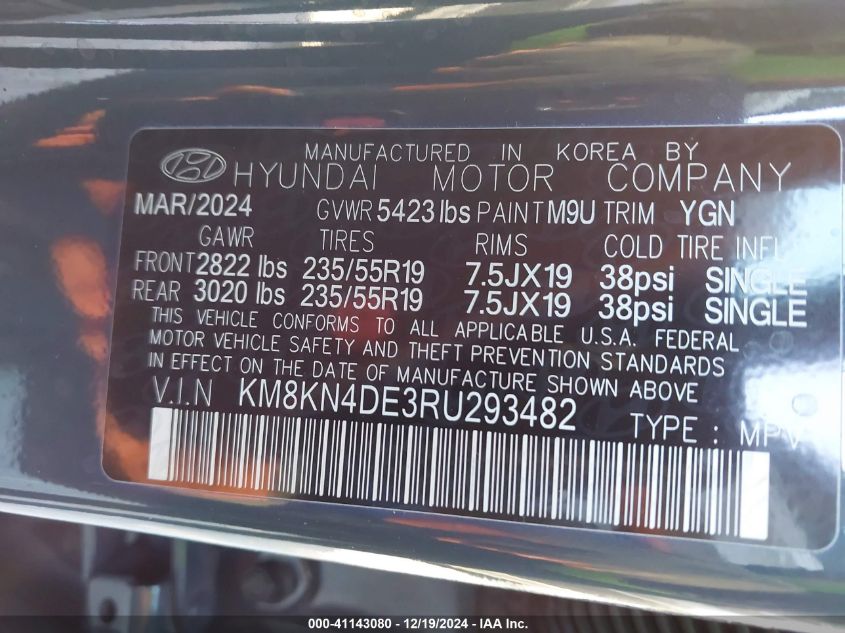 MANUFACTURED IN KOREA BY
HYUNDAI MOTOR COMPANY
MAR/2024 GVWR 5423 lbs PAINT M9U TRIM YGN
GAWR TIRES RIMS COLD TIRE INFL
FRONT 2822 lbs 235/55R19 7.5JX19 38psi SINGLE
REAR 3020 lbs 235/55R19 7.5JX19 38psi SINGLE
THIS VEHICLE CONFORMS TO ALL APPLICABLE U.S.A. FEDERAL
MOTOR VEHICLE SAFETY AND THEFT PREVENTION STANDARDS
IN EFFECT ON THE DATE OF MANUFACTURE SHOWN ABOVE
V.I.N KM8KN4DE3RU293482 TYPE : MPV
000-41143080 - 12/19/2024 - IAA Inc.